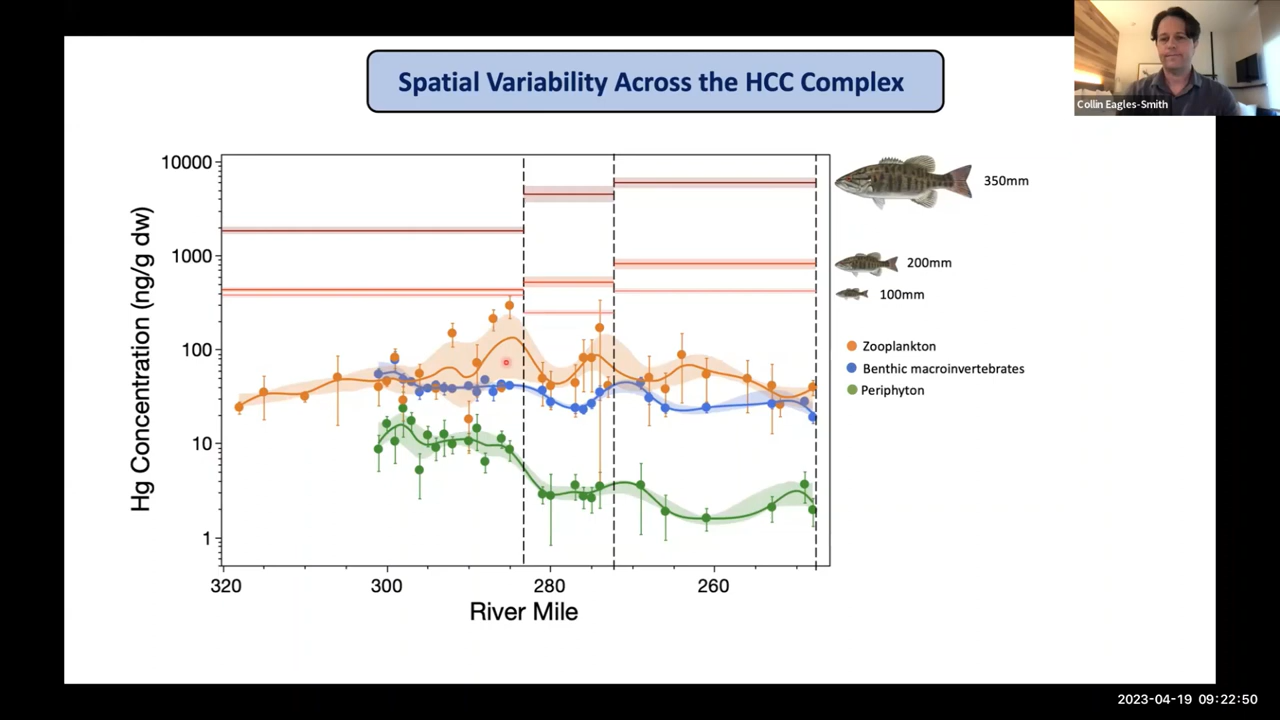 Spatial Variability Across the HCC Complex
Collin Eagles-Smith
Hg Concentration (ng/g dw)
10000
1000
100
10
1
320
300
280
260
River Mile
350mm
200mm
100mm
Zooplankton
Benthic macroinvertebrates
Periphyton
2023-04-19 09:22:50